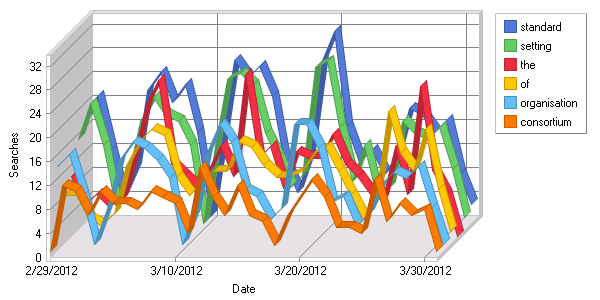 Searches
32
28
24
20
16
12
8
4
0
2/29/2012
3/10/2012
3/20/2012
3/30/2012
Date
standard
setting
the
of
organisation
consortium